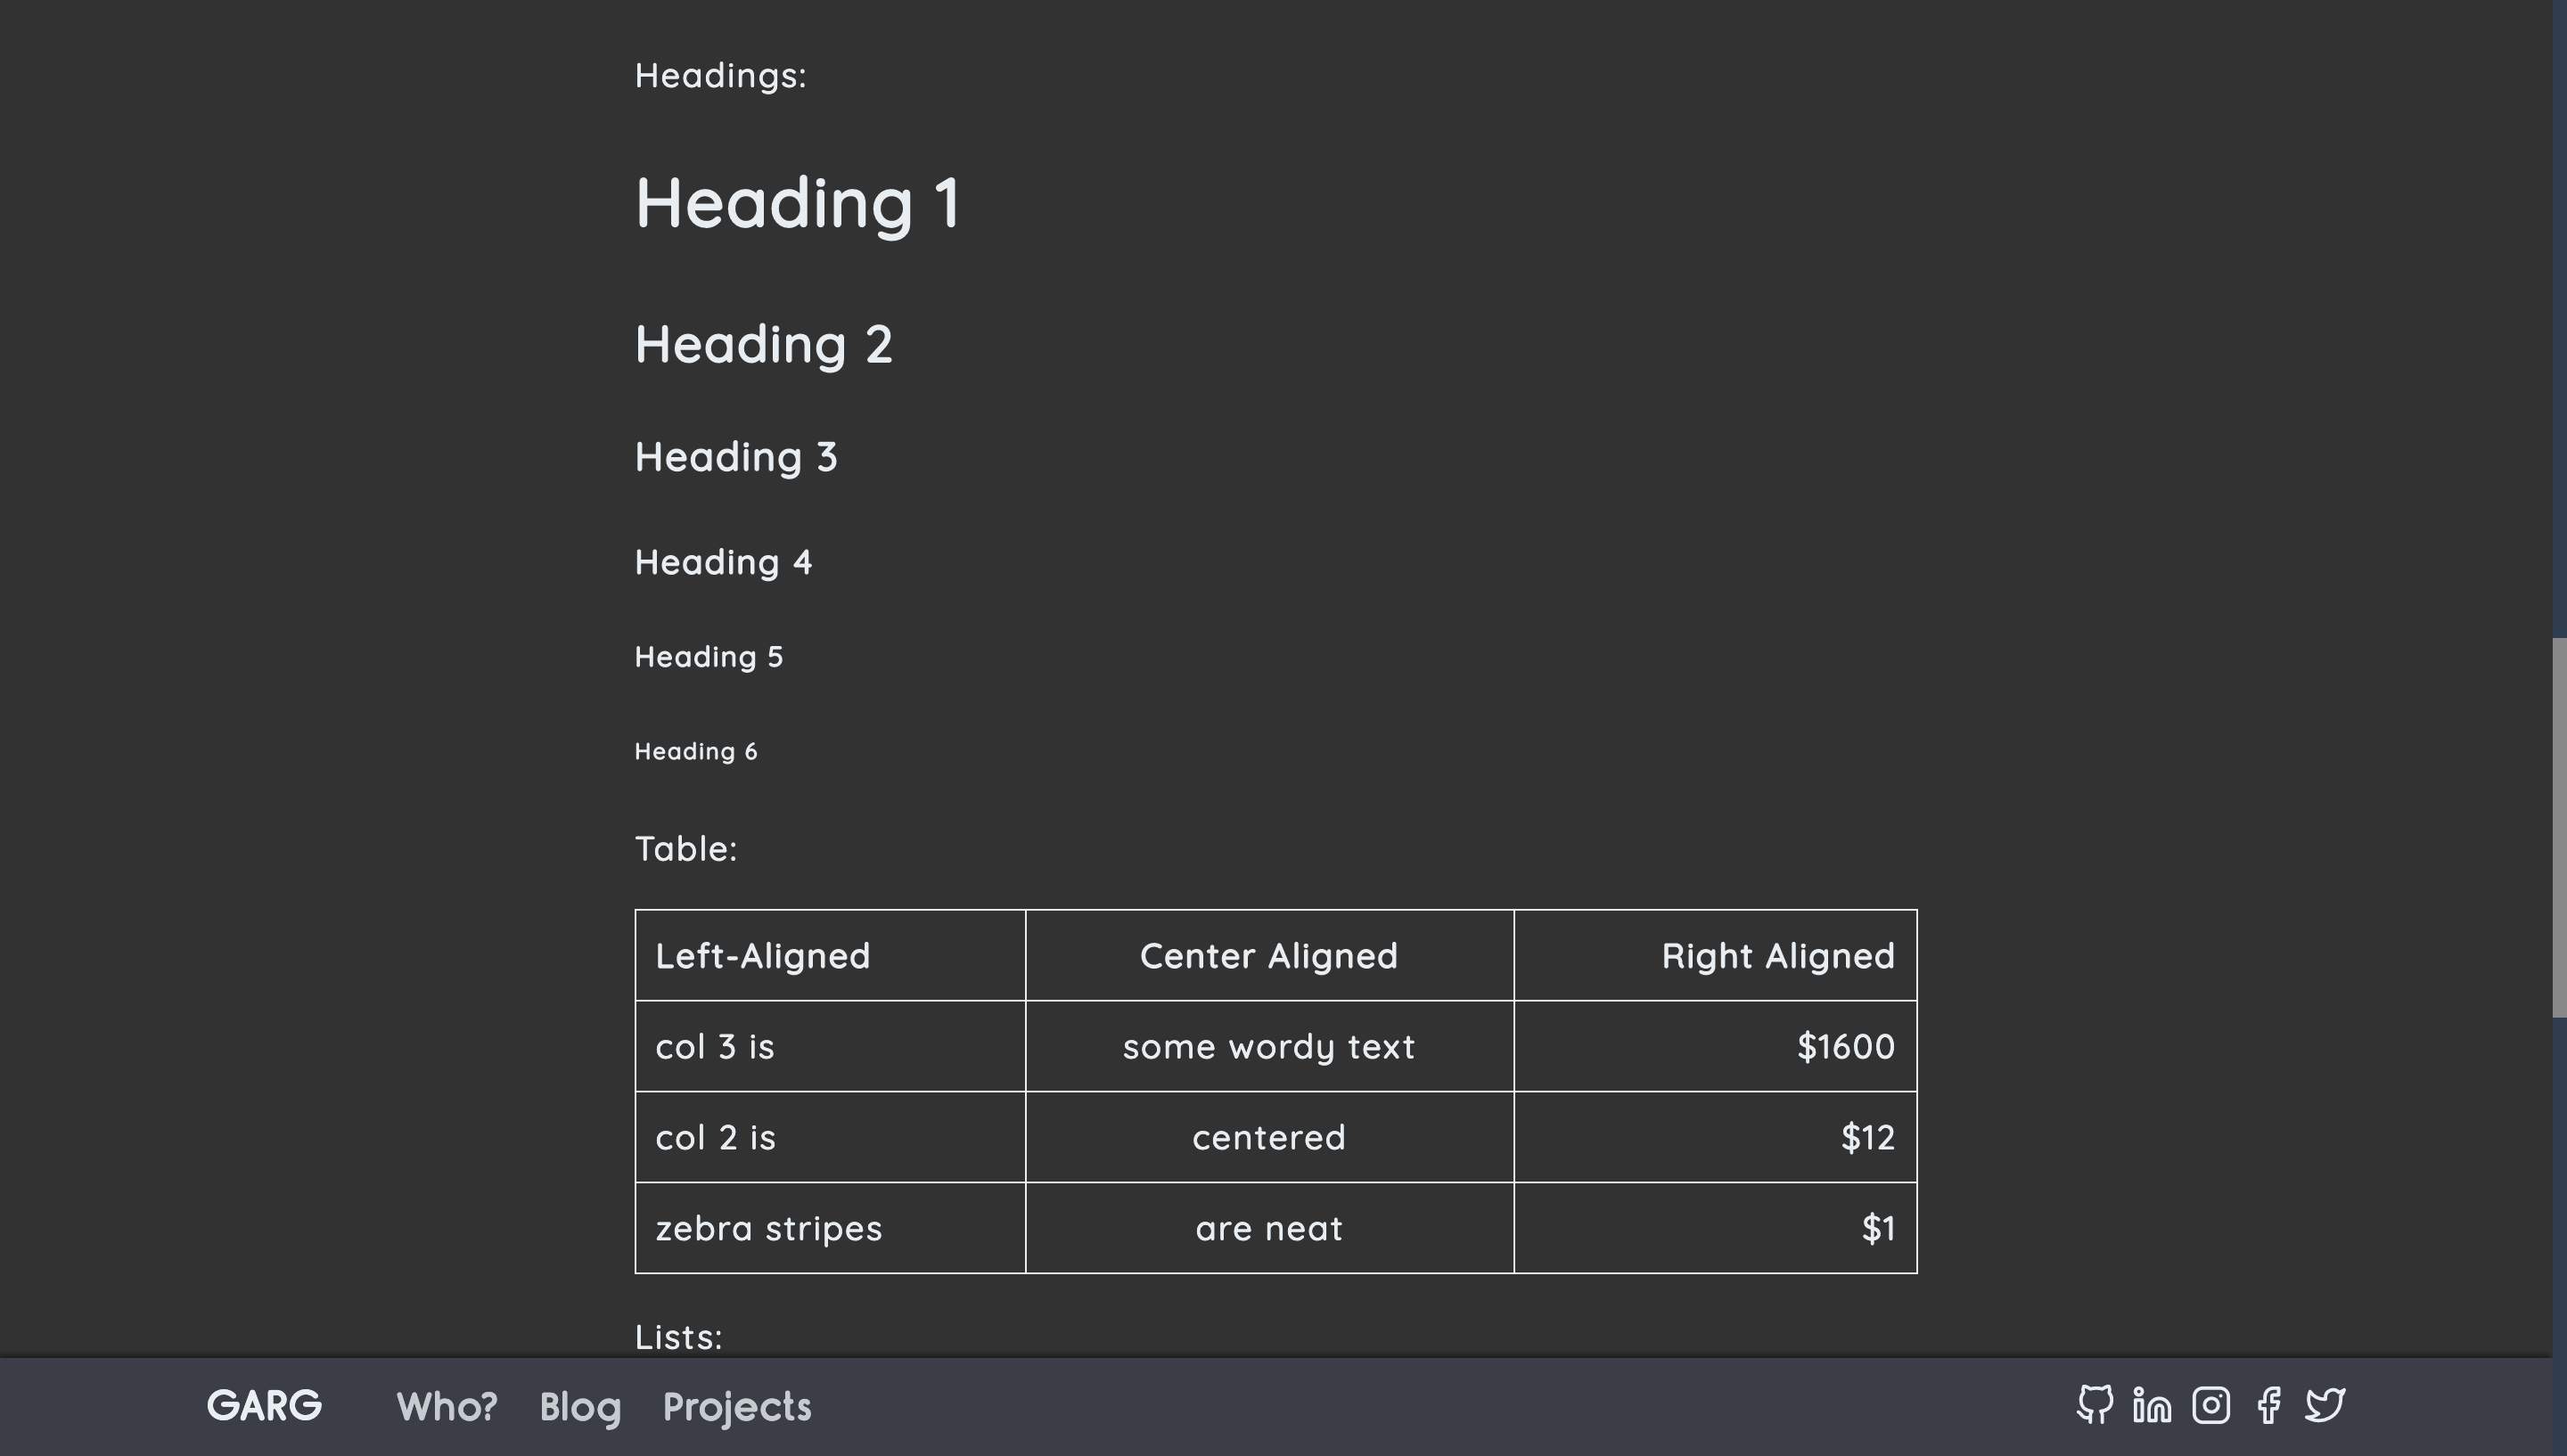 Headings:
Heading 1
Heading 2
Heading 3
Heading 4
Heading 5
Heading 6
Table:
Left-Aligned Center Aligned Right Aligned
col 3 is some wordy text $1600
col 2 is centered $12
zebra stripes are neat $1
Lists:
GARG Who? Blog Projects